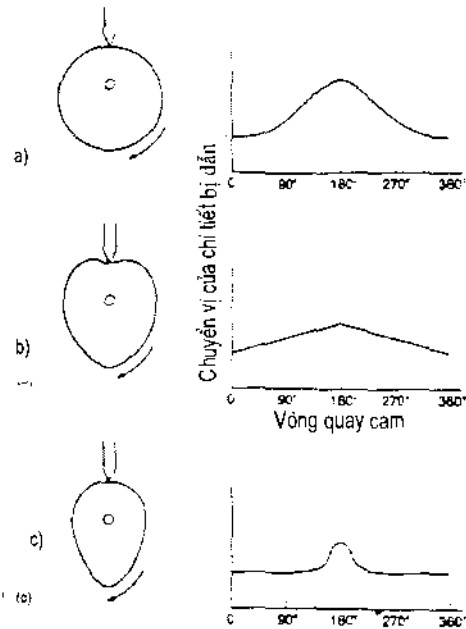 a)
0 90° 180° 270° 360°
Chuyển vị của chi tiết bị dẫn
b)
0 90° 180° 270° 360°
Vòng quay cam
c)
(c)
0 90° 180° 270° 360°